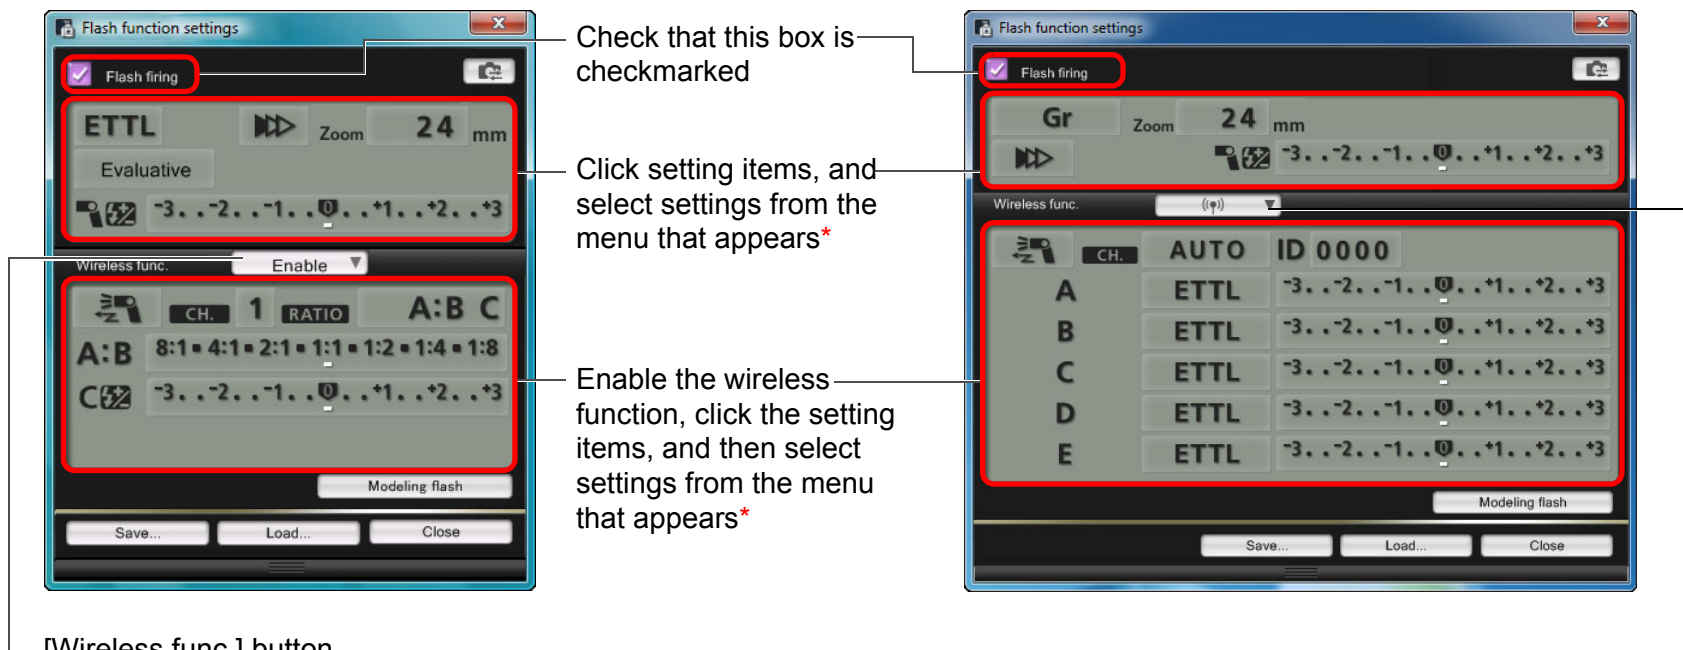 Flash function settings
Flash firing
ETTL Zoom 24 mm
Evaluative
-3..-2..-1..0..+1..+2..+3
Wireless func. Enable
CH. 1 RATIO A:B C
A:B 8:1 4:1 2:1 1:1 1:2 1:4 1:8
C -3..-2..-1..0..+1..+2..+3
Modeling flash
Save... Load... Close
[Wireless func.] button
Check that this box is
checkmarked
Click setting items, and
select settings from the
menu that appears*
Enable the wireless
function, click the setting
items, and then select
settings from the menu
that appears*
Flash function settings
Flash firing
Gr Zoom 24 mm
-3..-2..-1..0..+1..+2..+3
Wireless func.
CH. AUTO ID 0000
A ETTL -3..-2..-1..0..+1..+2..+3
B ETTL -3..-2..-1..0..+1..+2..+3
C ETTL -3..-2..-1..0..+1..+2..+3
D ETTL -3..-2..-1..0..+1..+2..+3
E ETTL -3..-2..-1..0..+1..+2..+3
Modeling flash
Save... Load... Close